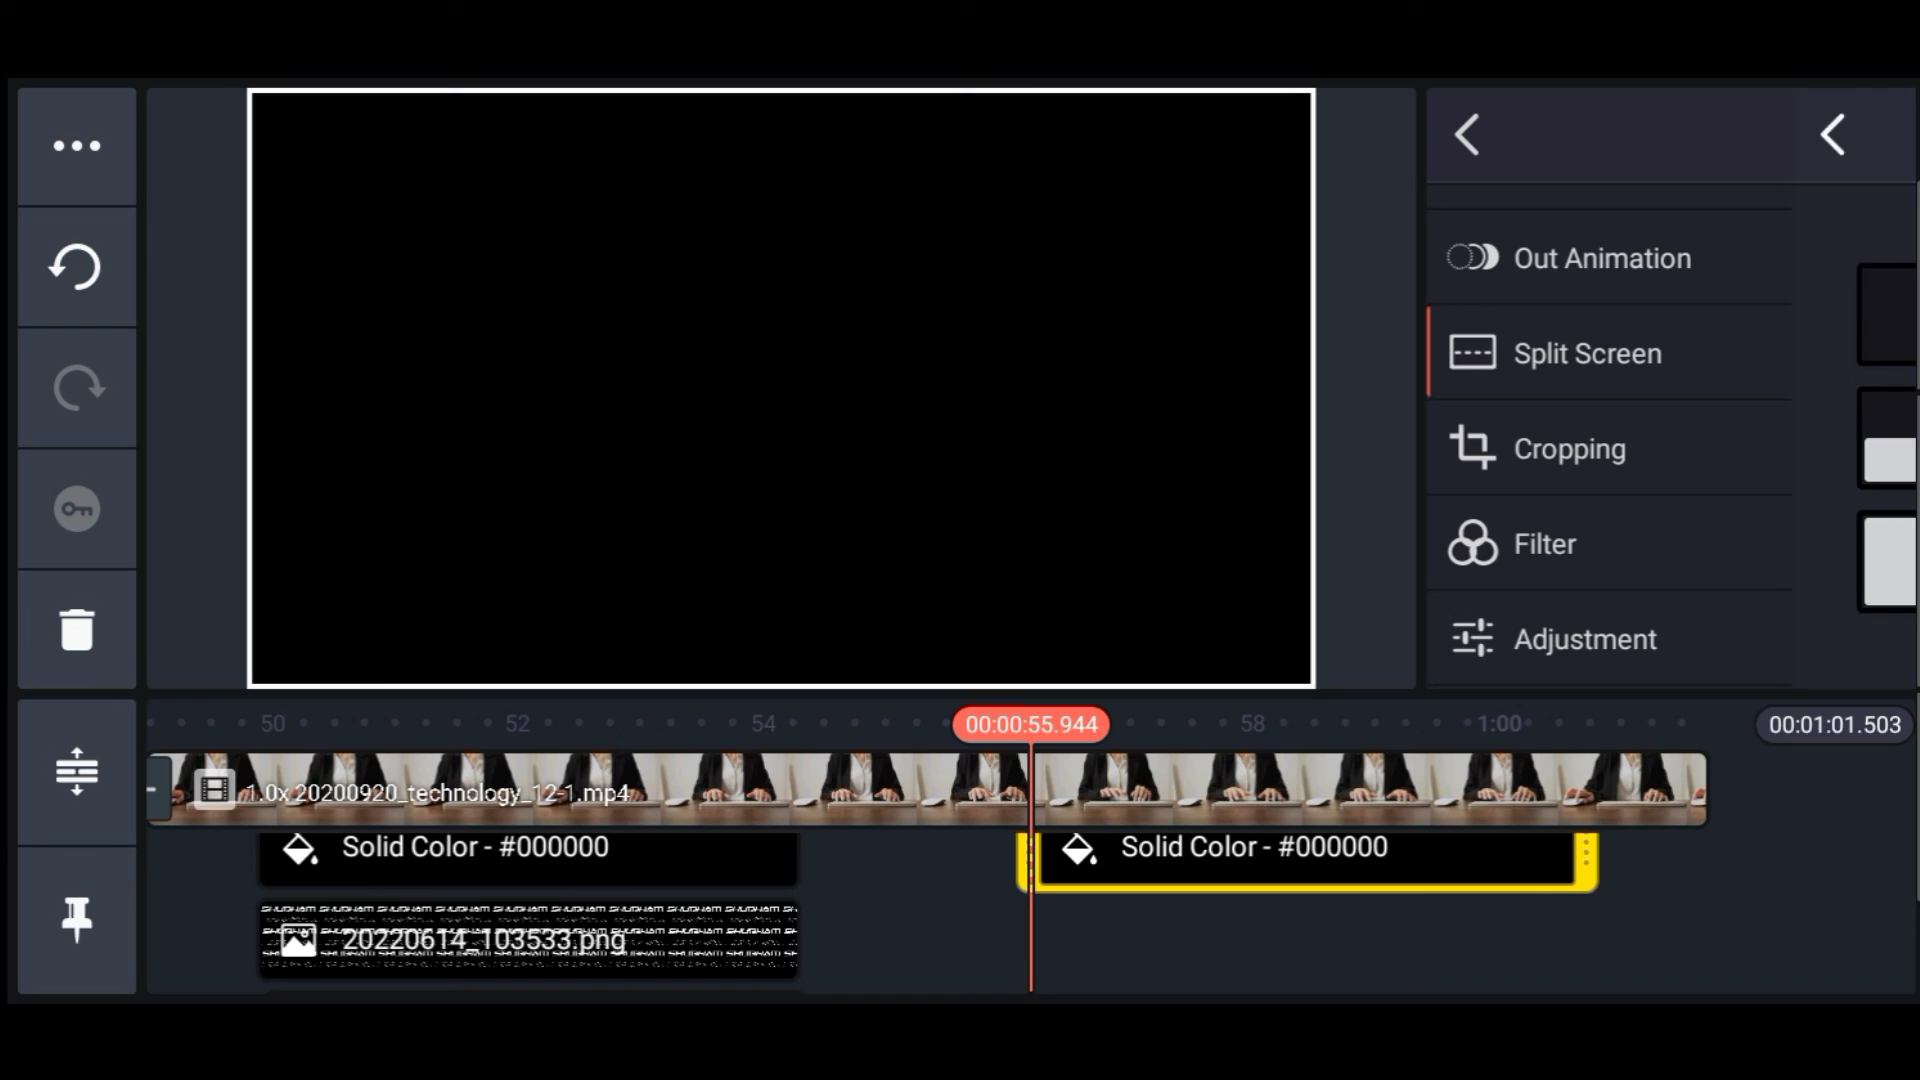 Out Animation
Split Screen
Cropping
Filter
Adjustment
50
52
54
00:00:55.944
58
1:00
00:01:01.503
1.0x 20200920_technology_12-1.mp4
Solid Color - #000000
Solid Color - #000000
20220614_103533.png